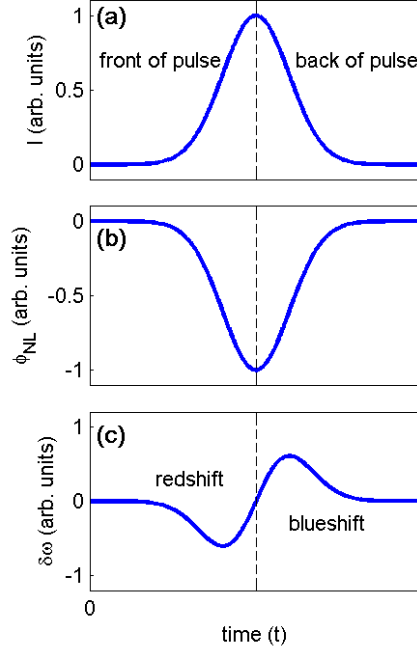 (a)
front of pulse
back of pulse
1
0.5
0
I (arb. units)
(b)
0
-0.5
-1
ϕNL (arb. units)
(c)
redshift
blueshift
1
0
-1
δω (arb. units)
0
time (t)